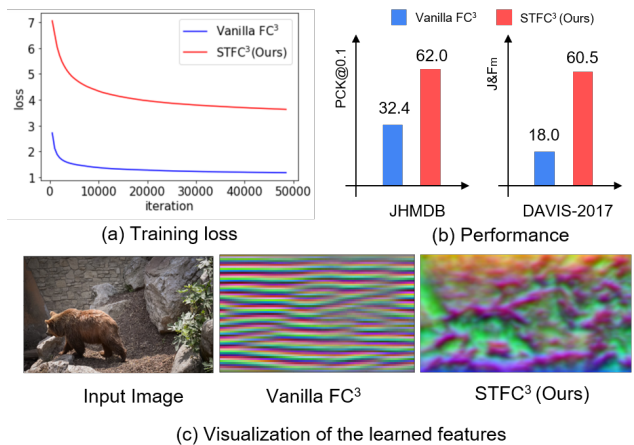 7
6
5
4
3
2
1
loss
0 10000 20000 30000 40000 50000
iteration
Vanilla FC³
STFC³(Ours)
(a) Training loss
Vanilla FC³ STFC³(Ours)
PCK@0.1
32.4
62.0
JHMDB
J&Fm
18.0
60.5
DAVIS-2017
(b) Performance
Input Image Vanilla FC³ STFC³ (Ours)
(c) Visualization of the learned features